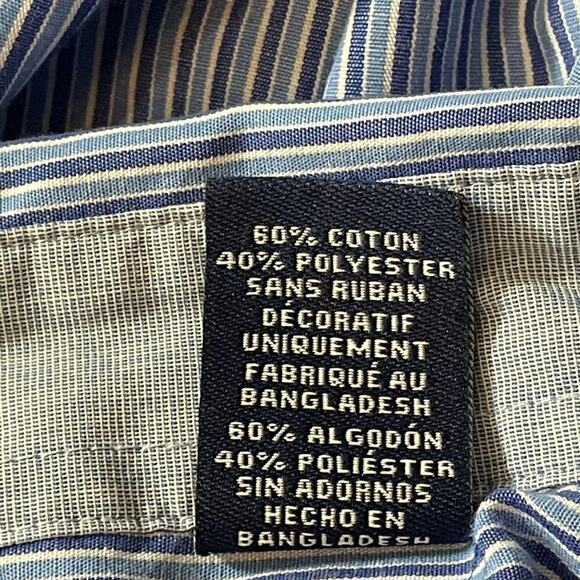 60% COTON
40% POLYESTER
SANS RUBAN
DÉCORATIF
UNIQUEMENT
FABRIQUÉ AU
BANGLADESH
60% ALGODÓN
40% POLIÉSTER
SIN ADORNOS
HECHO EN
BANGLADESH